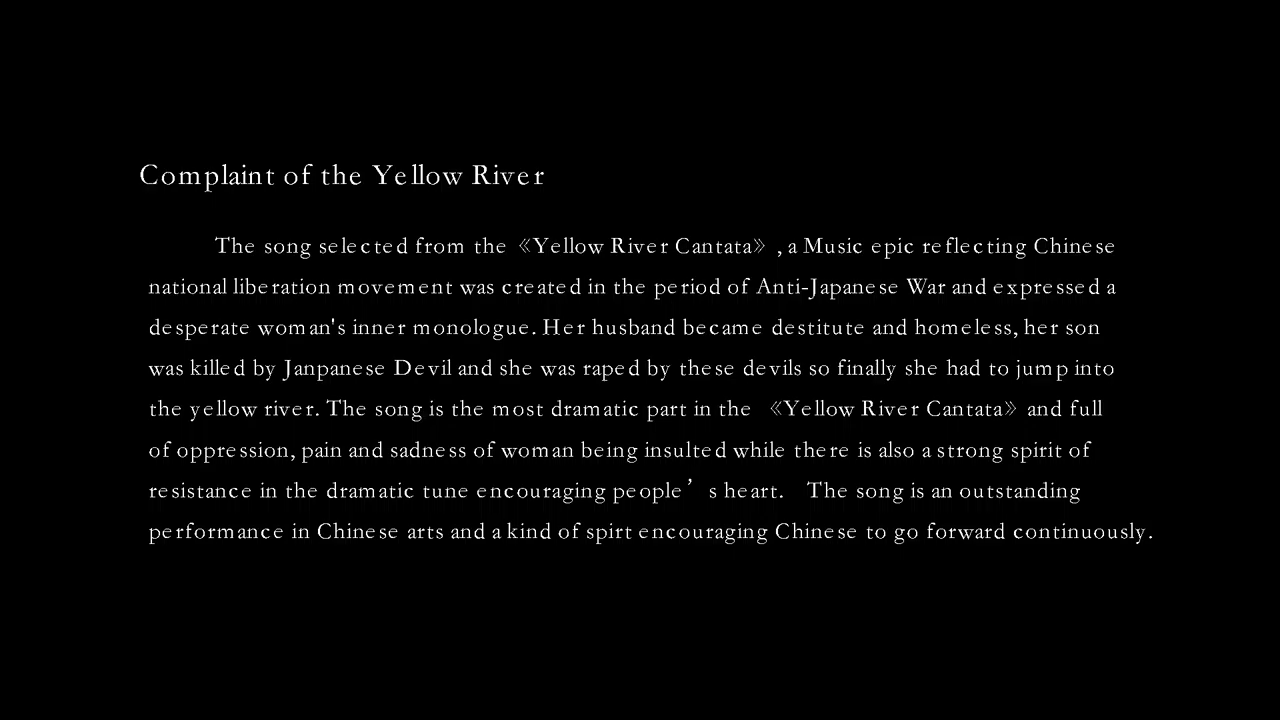 Complaint of the Yellow River
The song selected from the 《Yellow River Cantata》, a Music epic reflecting Chinese
national liberation movement was created in the period of Anti-Japanese War and expressed a
desperate woman's inner monologue. Her husband became destitute and homeless, her son
was killed by Janpanese Devil and she was raped by these devils so finally she had to jump into
the yellow river. The song is the most dramatic part in the 《Yellow River Cantata》 and full
of oppression, pain and sadness of woman being insulted while there is also a strong spirit of
resistance in the dramatic tune encouraging people’s heart. The song is an outstanding
performance in Chinese arts and a kind of spirt encouraging Chinese to go forward continuously.